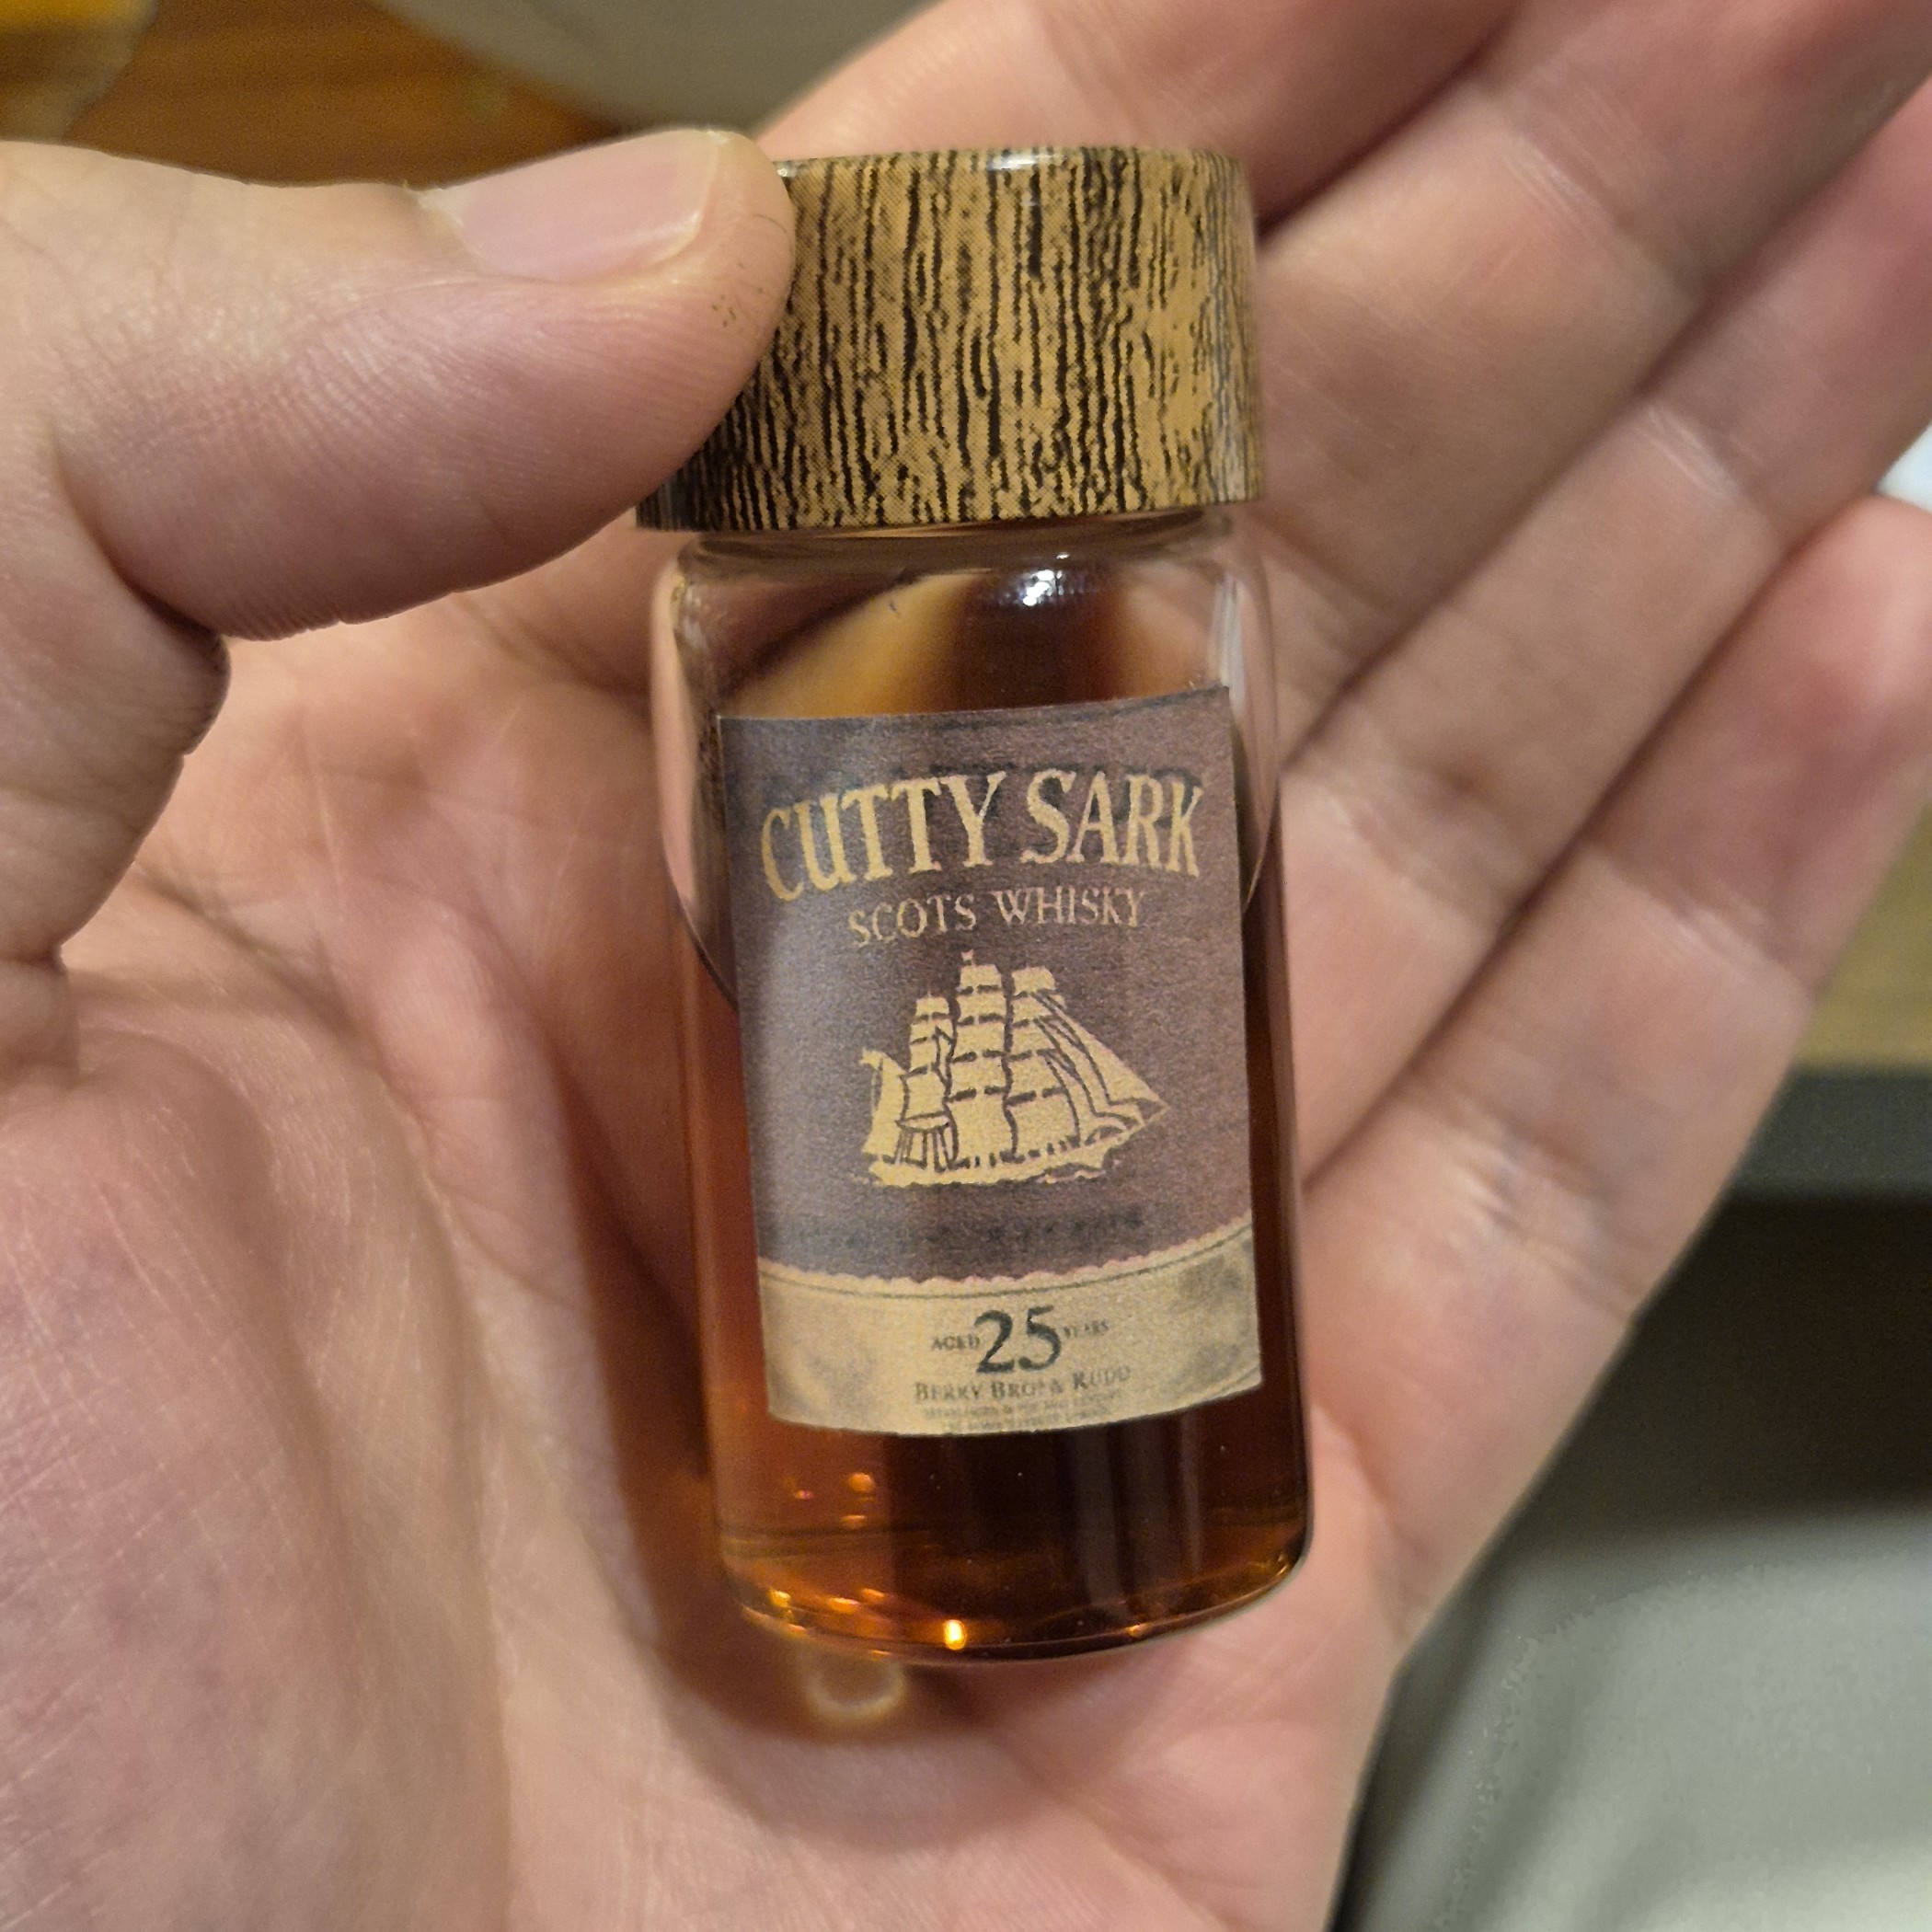 CUTTY SARK
SCOTS WHISKY
AGED 25 YEARS
BERRY BROS & RUDD